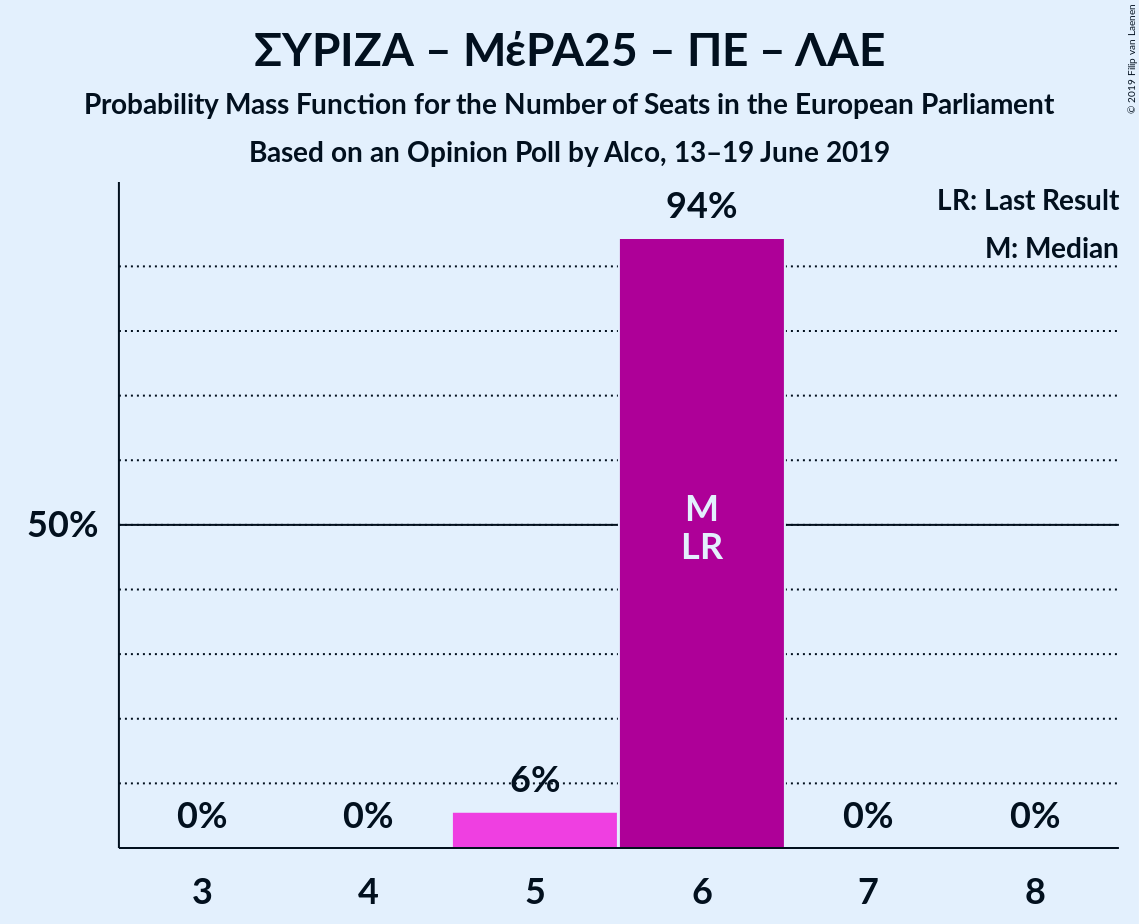 ΣΥΡΙΖΑ – ΜέΡΑ25 – ΠΕ – ΛΑΕ
Probability Mass Function for the Number of Seats in the European Parliament
Based on an Opinion Poll by Alco, 13–19 June 2019
© 2019 Filip van Laenen
LR: Last Result
M: Median
94%
50%
M
LR
6%
0%
0%
0%
0%
3
4
5
6
7
8